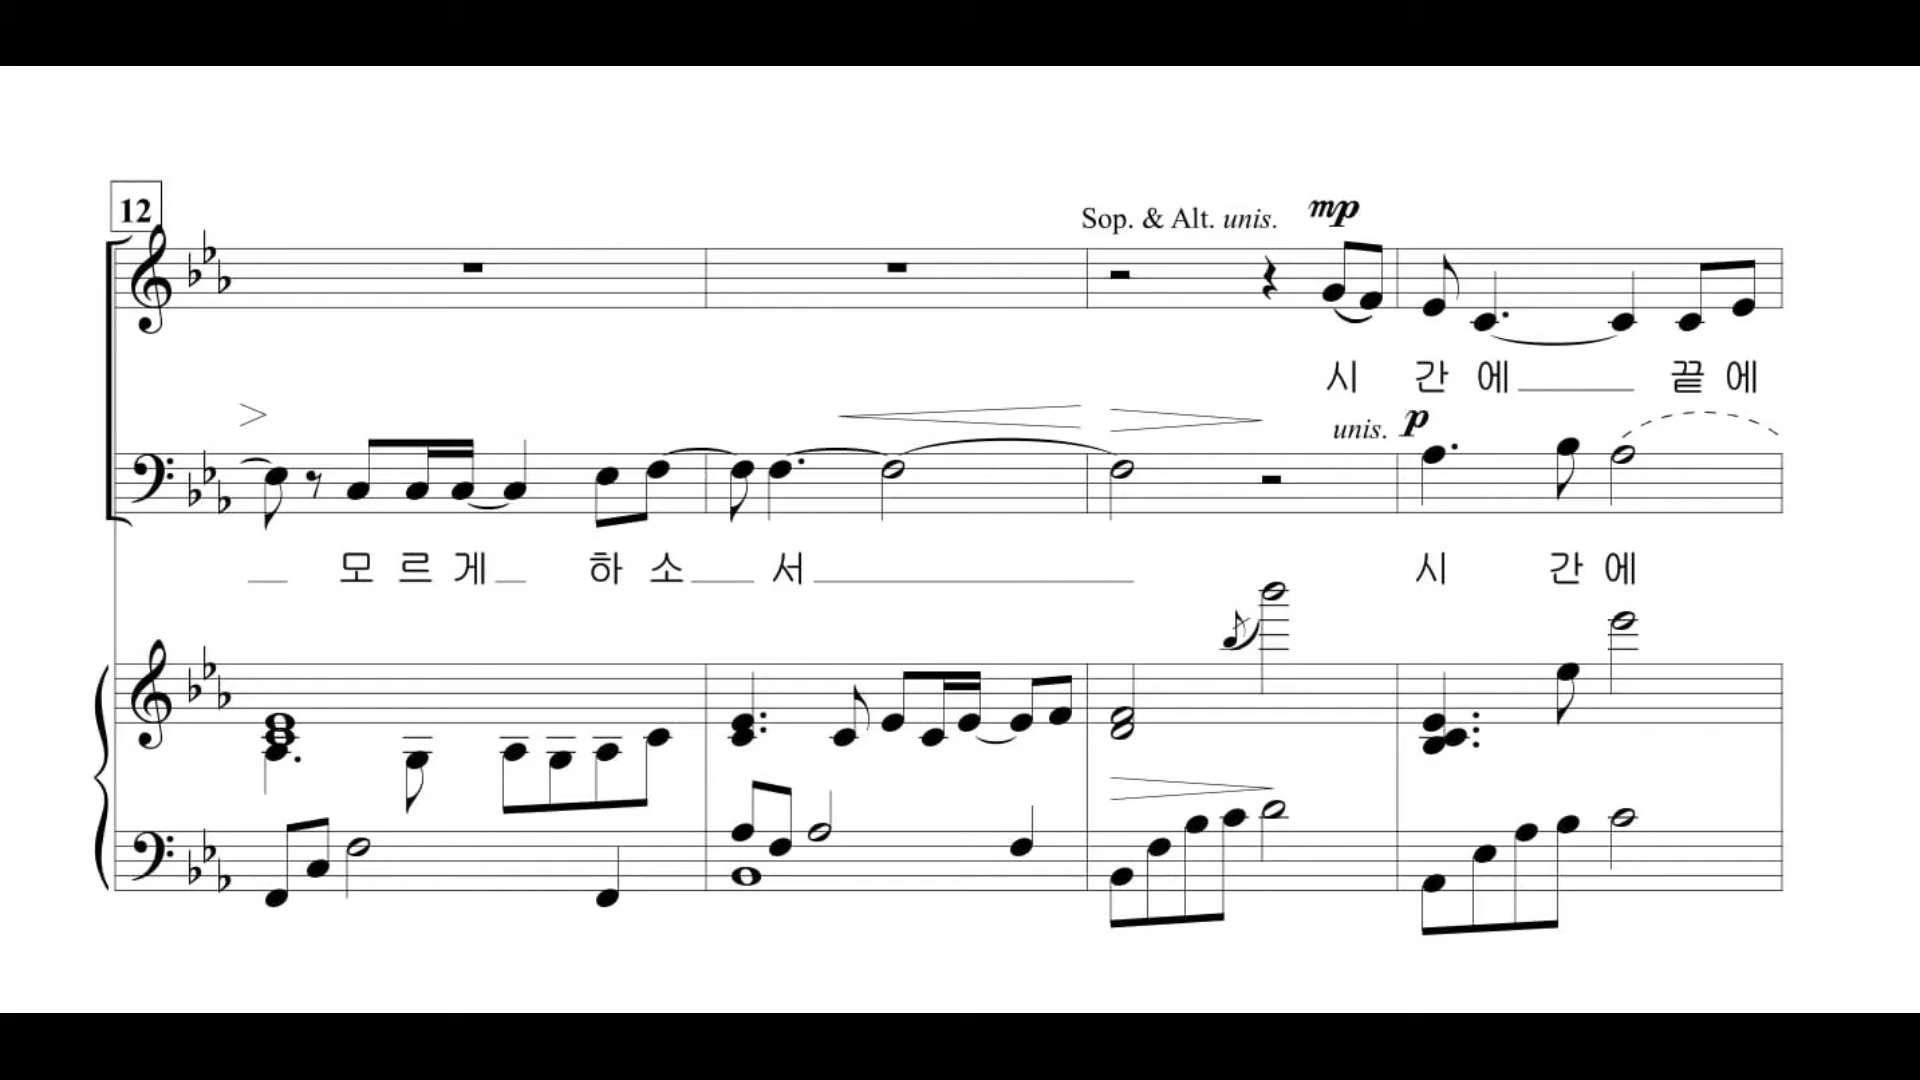 12
Sop. & Alt. unis. mp
시 간 에 끝 에
unis. p
모 르 게 하 소 서 시 간 에